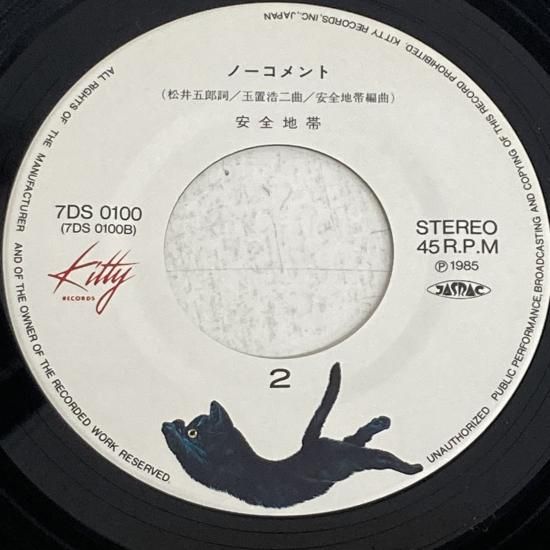 ノーコメント
(松井五郎詞/玉置浩二曲/安全地帯編曲)
安全地帯
7DS 0100
(7DS 0100B)
Kitty
RECORDS
STEREO
45 R.P.M
Ⓟ1985
JASRAC
2
ALL RIGHTS OF THE MANUFACTURER AND OF THE OWNER OF THE RECORDED WORK RESERVED.
UNAUTHORIZED PUBLIC PERFORMANCE, BROADCASTING AND COPYING OF THIS RECORD PROHIBITED. KITTY RECORDS, INC., JAPAN